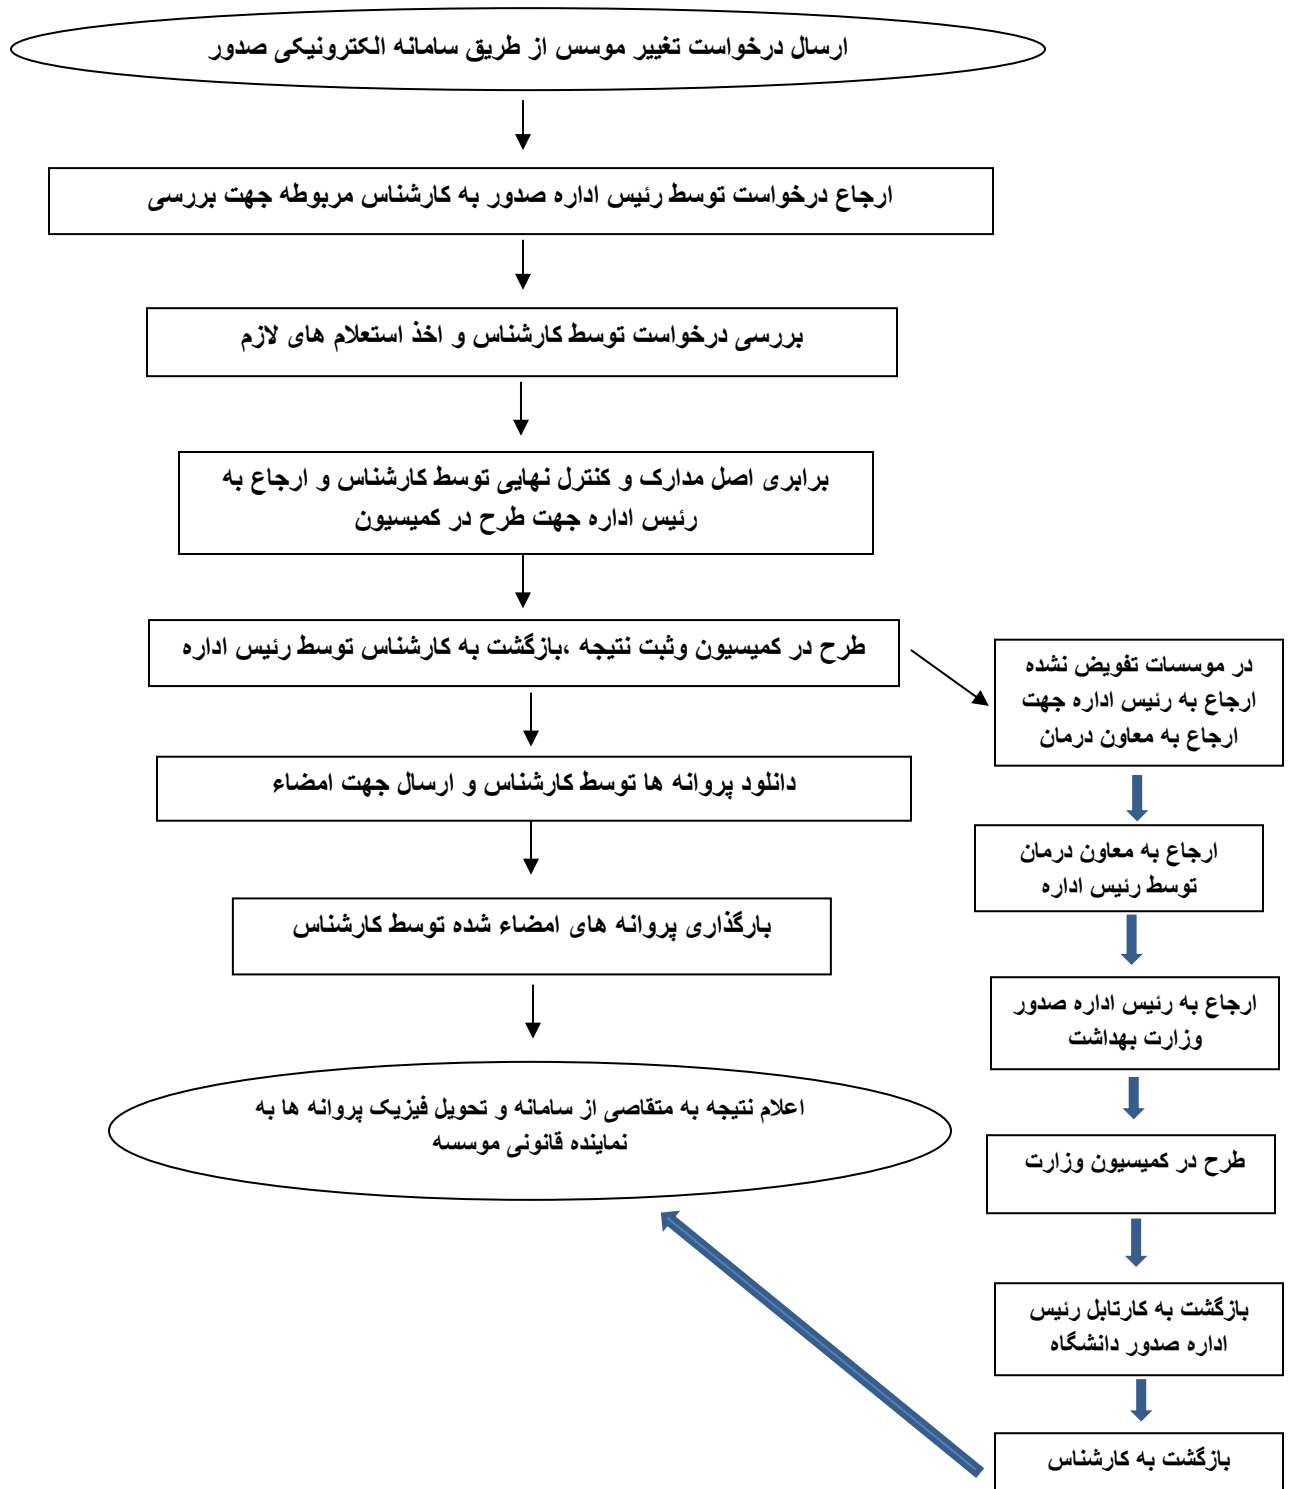 ارسال درخواست تغییر موسس از طریق سامانه الکترونیکی صدور
ارجاع درخواست توسط رئیس اداره صدور به کارشناس مربوطه جهت بررسی
بررسی درخواست توسط کارشناس و اخذ استعلام های لازم
برابری اصل مدارک و کنترل نهایی توسط کارشناس و ارجاع به
رئیس اداره جهت طرح در کمیسیون
طرح در کمیسیون وثبت نتیجه ،بازگشت به کارشناس توسط رئیس اداره
دانلود پروانه ها توسط کارشناس و ارسال جهت امضاء
بارگذاری پروانه های امضاء شده توسط کارشناس
اعلام نتیجه به متقاصی از سامانه و تحویل فیزیک پروانه ها به
نماینده قانونی موسسه
در موسسات تفویض نشده
ارجاع به رئیس اداره جهت
ارجاع به معاون درمان
ارجاع به معاون درمان
توسط رئیس اداره
ارجاع به رئیس اداره صدور
وزارت بهداشت
طرح در کمیسیون وزارت
بازگشت به کارتابل رئیس
اداره صدور دانشگاه
بازگشت به کارشناس